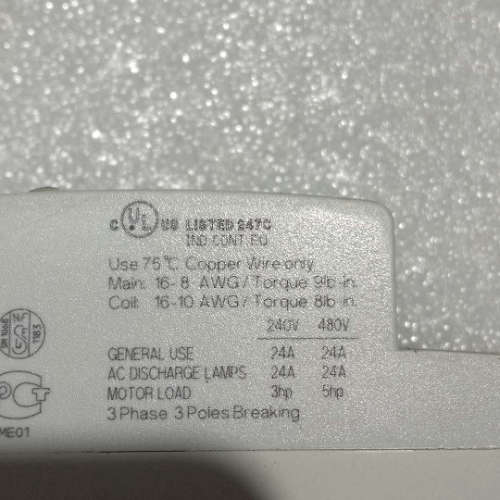 C UL US LISTED 247C
IND CONT EQ
Use 75℃ Copper Wire only
Main: 16-8 AWG / Torque 9lb-in.
Coil: 16-10 AWG / Torque 8lb-in.
240V 480V
GENERAL USE 24A 24A
AC DISCHARGE LAMPS 24A 24A
MOTOR LOAD 3hp 5hp
3 Phase 3 Poles Breaking
1183
ME01